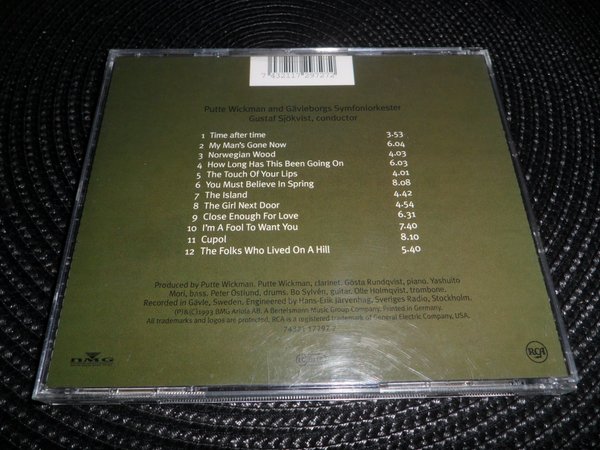 7 432117 297272
Putte Wickman and Gävleborgs Symfoniorkester
Gustaf Sjökvist, conductor
1 Time after time 3.53
2 My Man's Gone Now 6.04
3 Norwegian Wood 4.03
4 How Long Has This Been Going On 6.03
5 The Touch Of Your Lips 4.01
6 You Must Believe In Spring 8.08
7 The Island 4.42
8 The Girl Next Door 4.54
9 Close Enough For Love 6.31
10 I'm A Fool To Want You 7.40
11 Cupol 8.10
12 The Folks Who Lived On A Hill 5.40
Produced by Putte Wickman. Putte Wickman, clarinet. Gösta Rundqvist, piano. Yashuito
Mori, bass. Peter Östlund, drums. Bo Sylvén, guitar. Olle Holmqvist, trombone.
Recorded in Gävle, Sweden. Engineered by Hans-Erik Järvenhag, Sveriges Radio, Stockholm.
(P)&(C)1993 BMG Ariola AB. A Bertelsmann Music Group Company. Printed in Germany.
All trademarks and logos are protected. RCA is a registered trademark of General Electric Company, USA.
74321 17297 2
BMG
RCA